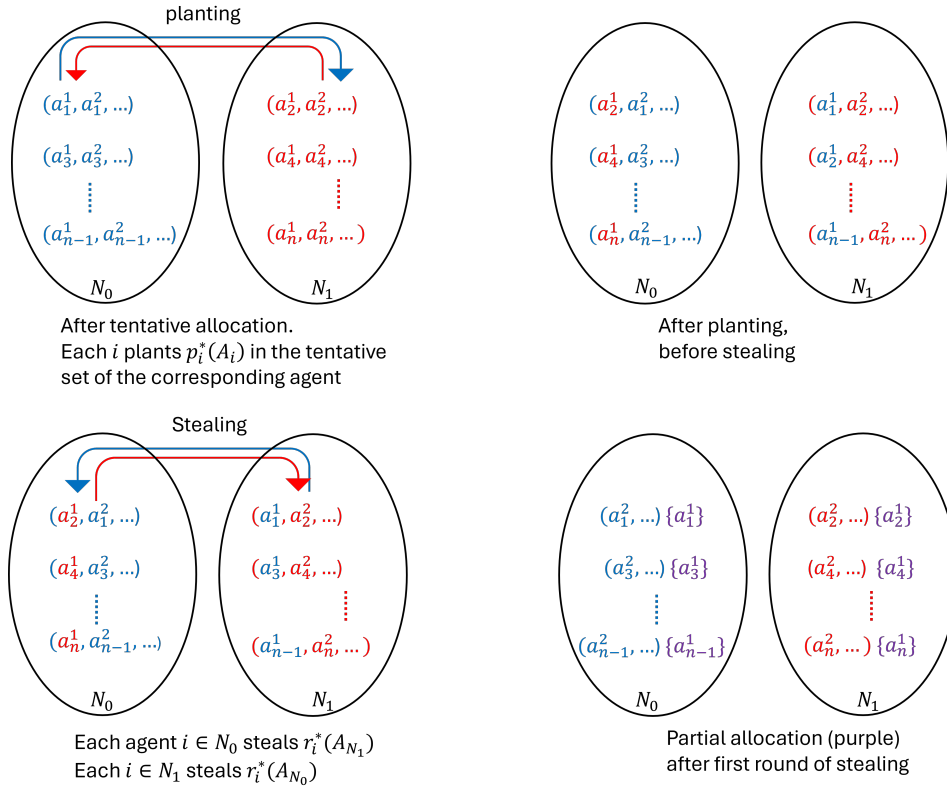 planting
(a_1^1, a_1^2, ...)
(a_3^1, a_3^2, ...)
(a_{n-1}^1, a_{n-1}^2, ...)
N_0
(a_2^1, a_2^2, ...)
(a_4^1, a_4^2, ...)
(a_n^1, a_n^2, ... )
N_1
After tentative allocation.
Each i plants p_i^*(A_i) in the tentative
set of the corresponding agent
(a_2^1, a_1^2, ...)
(a_4^1, a_3^2, ...)
(a_n^1, a_{n-1}^2, ...)
N_0
(a_1^1, a_2^2, ...)
(a_2^1, a_4^2, ...)
(a_{n-1}^1, a_n^2, ... )
N_1
After planting,
before stealing
Stealing
(a_2^1, a_1^2, ...)
(a_4^1, a_3^2, ...)
(a_n^1, a_{n-1}^2, ...)
N_0
(a_1^1, a_2^2, ...)
(a_3^1, a_4^2, ...)
(a_{n-1}^1, a_n^2, ... )
N_1
Each agent i ∈ N_0 steals r_i^*(A_{N_1})
Each i ∈ N_1 steals r_i^*(A_{N_0})
(a_1^2, ...) {a_1^1}
(a_3^2, ...) {a_3^1}
(a_{n-1}^2, ...) {a_{n-1}^1}
N_0
(a_2^2, ...) {a_2^1}
(a_4^2, ...) {a_4^1}
(a_n^2, ... ) {a_n^1}
N_1
Partial allocation (purple)
after first round of stealing